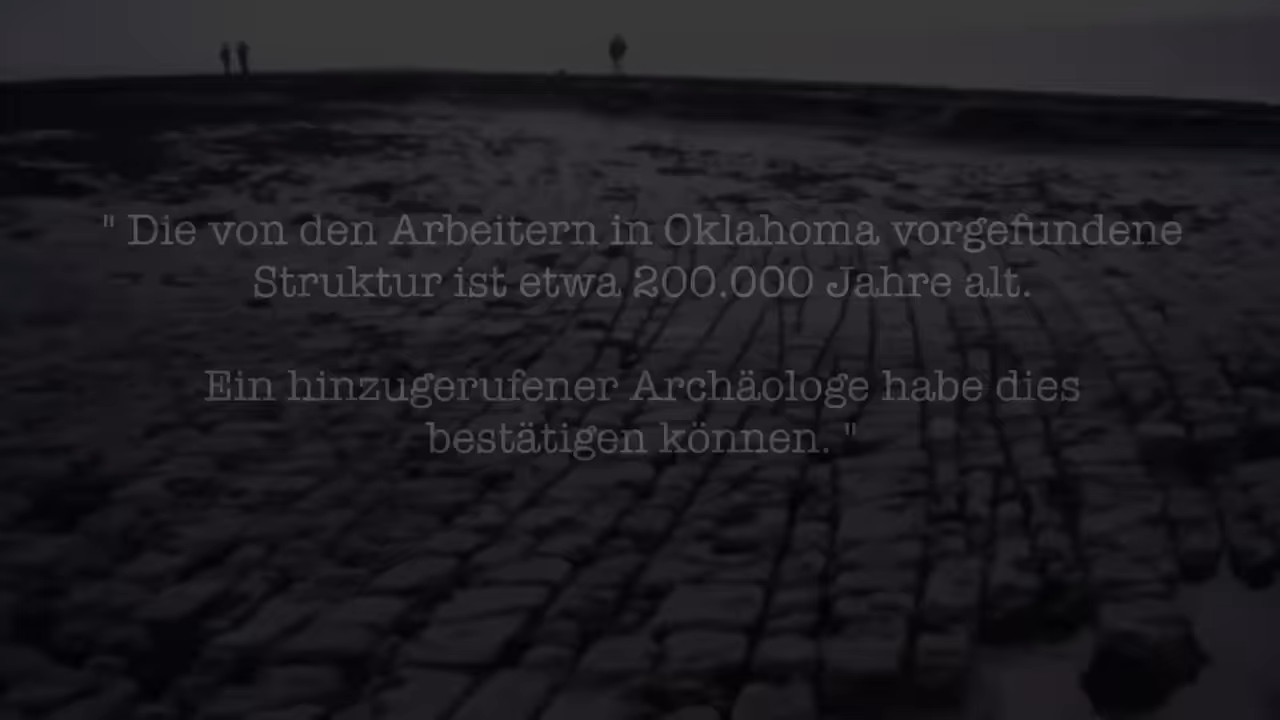 " Die von den Arbeitern in Oklahoma vorgefundene
Struktur ist etwa 200.000 Jahre alt.
Ein hinzugerufener Archäologe habe dies
bestätigen können. "